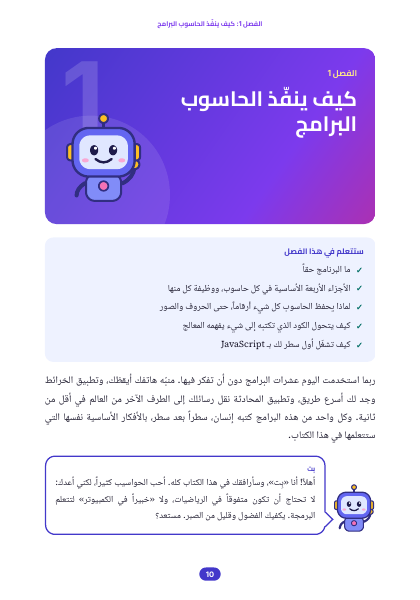 الفصل 1: كيف ينفّذ الحاسوب البرامج
1
الفصل 1
كيف ينفّذ الحاسوب
البرامج
ستتعلم في هذا الفصل
✓ ما البرنامج حقاً
✓ الأجزاء الأربعة الأساسية في كل حاسوب، ووظيفة كل منها
✓ لماذا يحفظ الحاسوب كل شيء أرقاماً، حتى الحروف والصور
✓ كيف يتحول الكود الذي تكتبه إلى شيء يفهمه المعالج
✓ كيف تشغّل أول سطر لك بـ JavaScript
ربما استخدمت اليوم عشرات البرامج دون أن تفكر فيها. منبّه هاتفك أيقظك، وتطبيق الخرائط
وجد لك أسرع طريق، وتطبيق المحادثة نقل رسائلك إلى الطرف الآخر من العالم في أقل من
ثانية. وكل واحد من هذه البرامج كتبه إنسان، سطراً بعد سطر، بالأفكار الأساسية نفسها التي
ستتعلمها في هذا الكتاب.
بت
أهلاً! أنا «بت»، وسأرافقك في هذا الكتاب كله. أحب الحواسيب كثيراً، لكني أعدك:
لا تحتاج أن تكون متفوقاً في الرياضيات، ولا «خبيراً في الكمبيوتر» لتتعلم
البرمجة. يكفيك الفضول وقليل من الصبر. مستعد؟
10